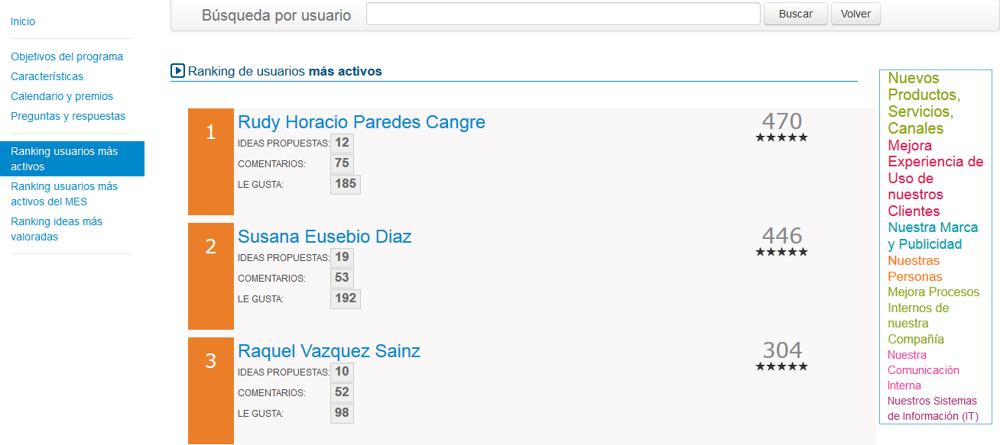 Inicio
Objetivos del programa
Características
Calendario y premios
Preguntas y respuestas
Ranking usuarios más
activos
Ranking usuarios más
activos del MES
Ranking ideas más
valoradas
Búsqueda por usuario Buscar Volver
Ranking de usuarios más activos
1 Rudy Horacio Paredes Cangre 470
IDEAS PROPUESTAS: 12
COMENTARIOS: 75
LE GUSTA: 185
2 Susana Eusebio Diaz 446
IDEAS PROPUESTAS: 19
COMENTARIOS: 53
LE GUSTA: 192
3 Raquel Vazquez Sainz 304
IDEAS PROPUESTAS: 10
COMENTARIOS: 52
LE GUSTA: 98
Nuevos
Productos,
Servicios,
Canales
Mejora
Experiencia de
Uso de
nuestros
Clientes
Nuestra Marca
y Publicidad
Nuestras
Personas
Mejora Procesos
Internos de
nuestra
Compañía
Nuestra
Comunicación
Interna
Nuestros Sistemas
de Información (IT)